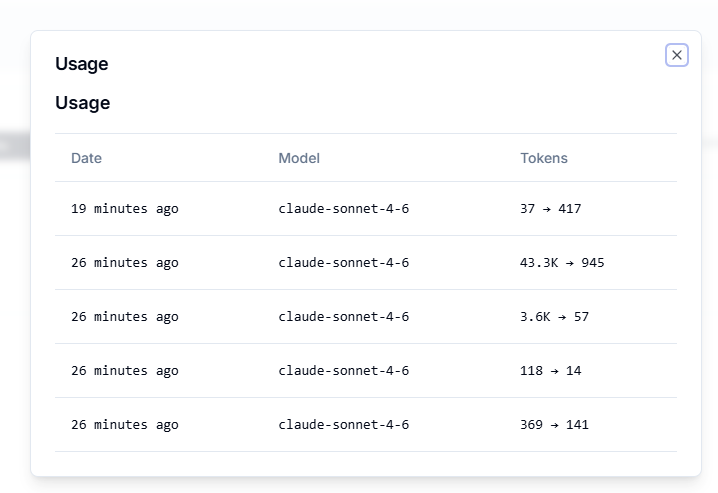 Usage
Usage
Date Model Tokens
19 minutes ago claude-sonnet-4-6 37 → 417
26 minutes ago claude-sonnet-4-6 43.3K → 945
26 minutes ago claude-sonnet-4-6 3.6K → 57
26 minutes ago claude-sonnet-4-6 118 → 14
26 minutes ago claude-sonnet-4-6 369 → 141